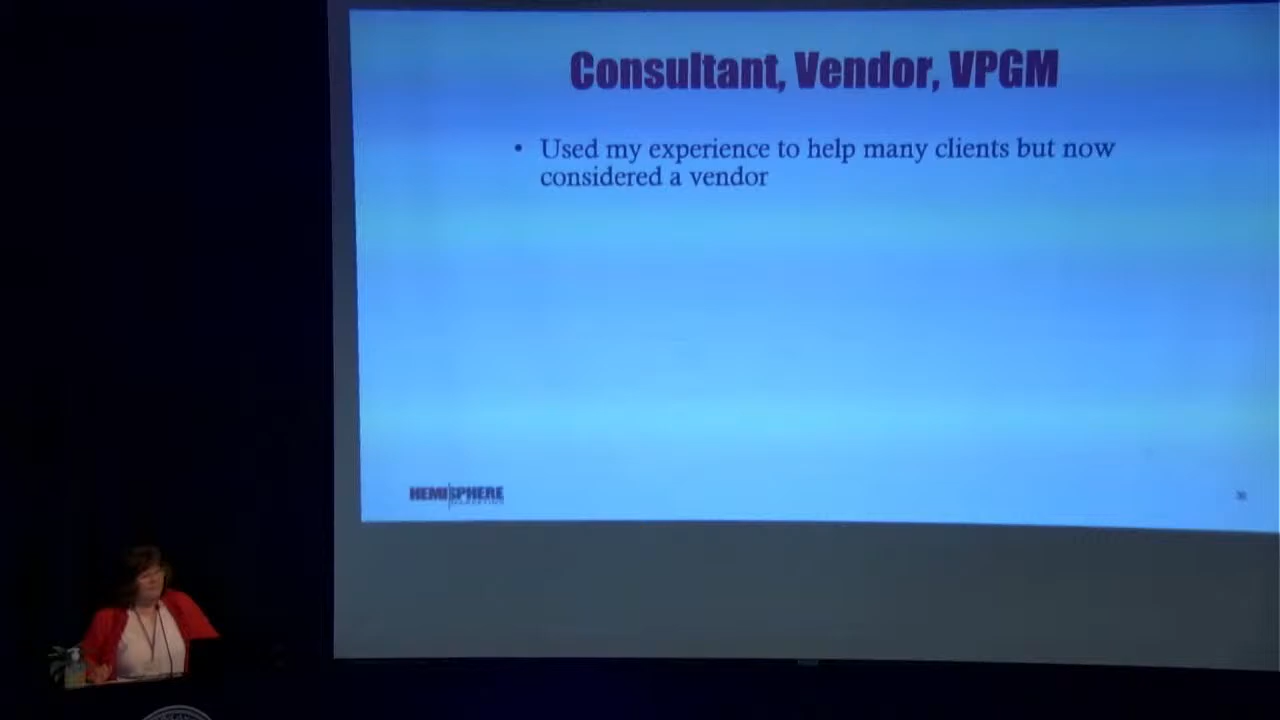 Consultant, Vendor, VPGM
• Used my experience to help many clients but now
considered a vendor
HEMISPHERE